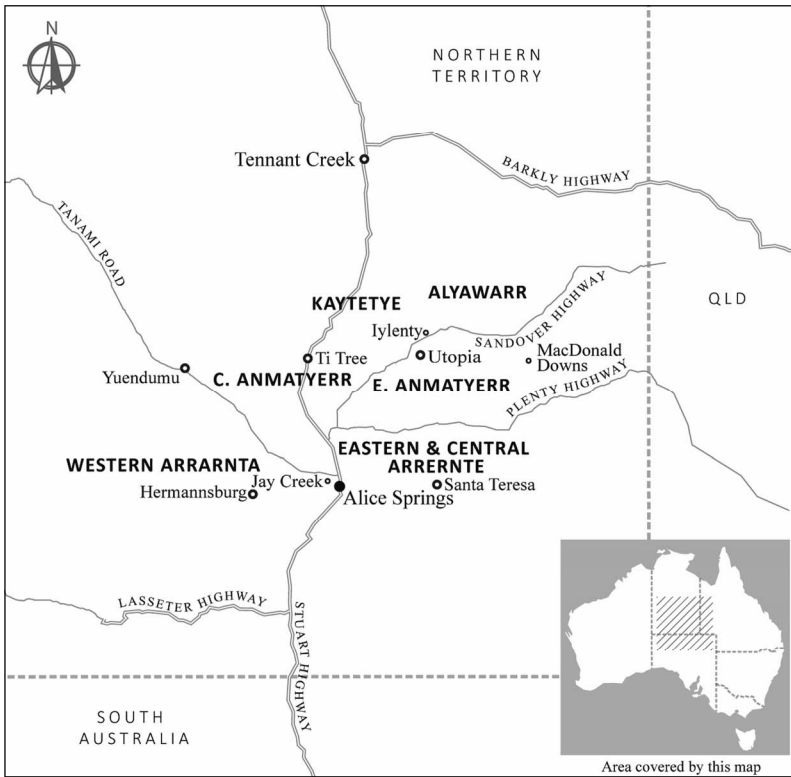 N
NORTHERN
TERRITORY
Tennant Creek
BARKLY HIGHWAY
TANAMI ROAD
KAYTETYE
ALYAWARR
QLD
Iylenty
SANDOVER HIGHWAY
Ti Tree
Utopia
MacDonald
Downs
Yuendumu
C. ANMATYERR
E. ANMATYERR
PLENTY HIGHWAY
EASTERN & CENTRAL
ARRERNTE
WESTERN ARRARNTA
Jay Creek
Hermannsburg
Alice Springs
Santa Teresa
LASSETER HIGHWAY
STUART HIGHWAY
SOUTH
AUSTRALIA
Area covered by this map